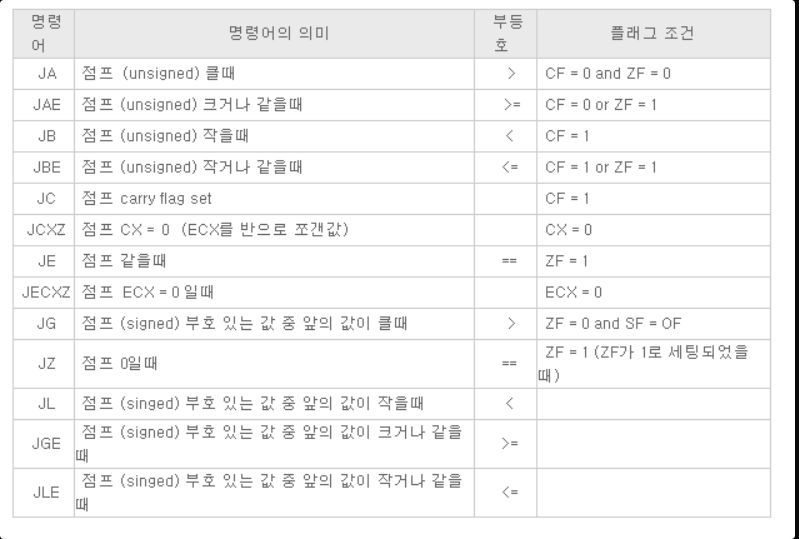 명령어 명령어의 의미 부등호 플래그 조건
JA 점프 (unsigned) 클때 > CF = 0 and ZF = 0
JAE 점프 (unsigned) 크거나 같을때 >= CF = 0 or ZF = 1
JB 점프 (unsigned) 작을때 < CF = 1
JBE 점프 (unsigned) 작거나 같을때 <= CF = 1 or ZF = 1
JC 점프 carry flag set CF = 1
JCXZ 점프 CX = 0 (ECX를 반으로 쪼갠값) CX = 0
JE 점프 같을때 == ZF = 1
JECXZ 점프 ECX = 0 일때 ECX = 0
JG 점프 (signed) 부호 있는 값 중 앞의 값이 클때 > ZF = 0 and SF = OF
JZ 점프 0일때 == ZF = 1 (ZF가 1로 세팅되었을
때)
JL 점프 (singed) 부호 있는 값 중 앞의 값이 작을때 <
JGE 점프 (signed) 부호 있는 값 중 앞의 값이 크거나 같을
때 >=
JLE 점프 (singed) 부호 있는 값 중 앞의 값이 작거나 같을
때 <=